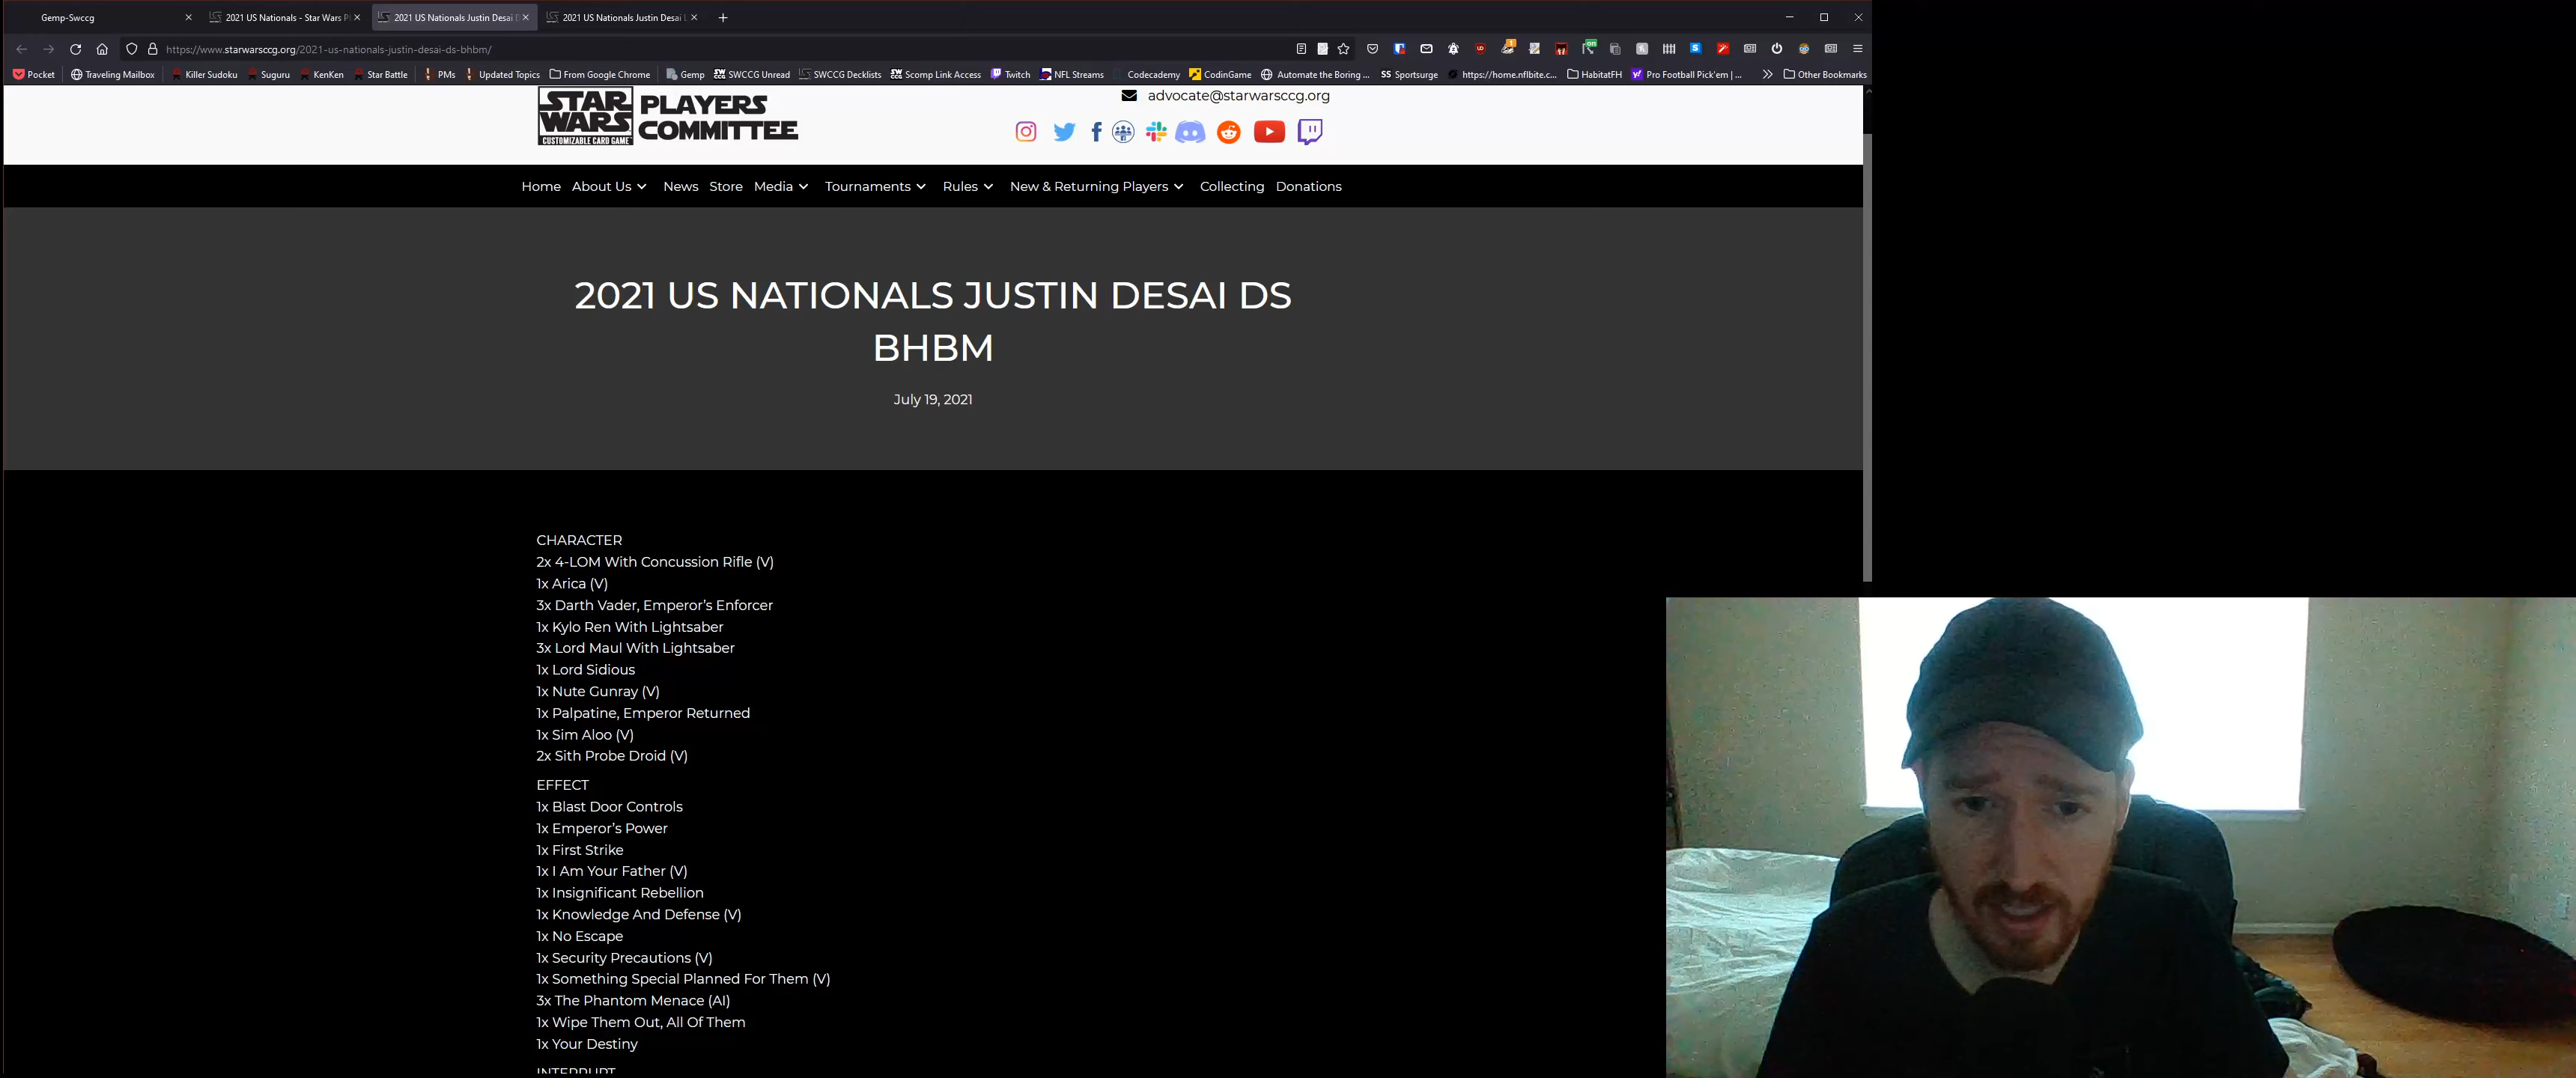 Gemp-Swccg
2021 US Nationals - Star Wars P
2021 US Nationals Justin Desai D
2021 US Nationals Justin Desai L
https://www.starwarsccg.org/2021-us-nationals-justin-desai-ds-bhbm/
on
Pocket
Traveling Mailbox
Killer Sudoku
Suguru
KenKen
Star Battle
PMs
Updated Topics
From Google Chrome
Gemp
SWCCG Unread
SWCCG Decklists
Scomp Link Access
Twitch
NFL Streams
Codecademy
CodinGame
Automate the Boring ...
SS Sportsurge
https://home.nflbite.c...
HabitatFH
Pro Football Pick'em | ...
Other Bookmarks
STAR WARS
CUSTOMIZABLE CARD GAME
PLAYERS COMMITTEE
advocate@starwarsccg.org
Home
About Us
News
Store
Media
Tournaments
Rules
New & Returning Players
Collecting
Donations
2021 US NATIONALS JUSTIN DESAI DS
BHBM
July 19, 2021
CHARACTER
2x 4-LOM With Concussion Rifle (V)
1x Arica (V)
3x Darth Vader, Emperor's Enforcer
1x Kylo Ren With Lightsaber
3x Lord Maul With Lightsaber
1x Lord Sidious
1x Nute Gunray (V)
1x Palpatine, Emperor Returned
1x Sim Aloo (V)
2x Sith Probe Droid (V)
EFFECT
1x Blast Door Controls
1x Emperor's Power
1x First Strike
1x I Am Your Father (V)
1x Insignificant Rebellion
1x Knowledge And Defense (V)
1x No Escape
1x Security Precautions (V)
1x Something Special Planned For Them (V)
3x The Phantom Menace (AI)
1x Wipe Them Out, All Of Them
1x Your Destiny
INTERRUPT